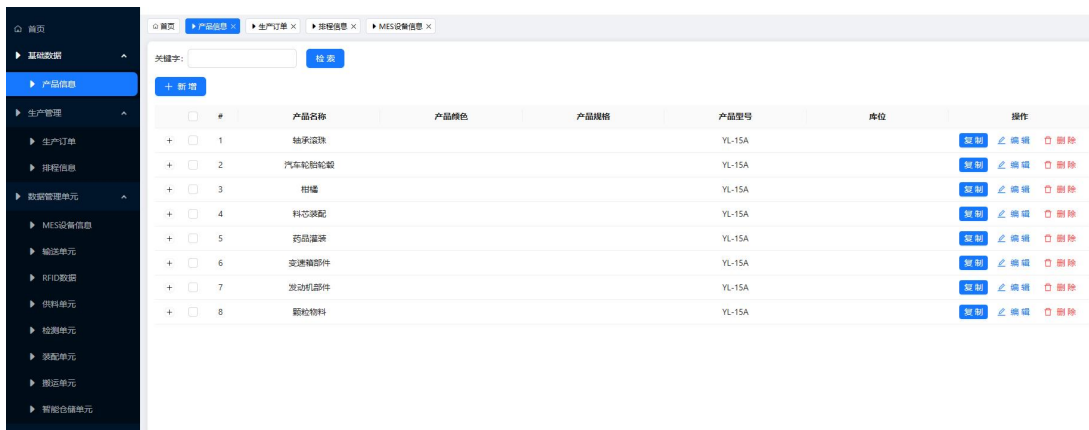 首页
基础数据
产品信息
生产管理
生产订单
排程信息
数据管理单元
MES设备信息
输送单元
RFID数据
供料单元
检测单元
装配单元
搬运单元
智能仓储单元
首页 产品信息 × 生产订单 × 排程信息 × MES设备信息 ×
关键字: 检索
+ 新增
# 产品名称 产品颜色 产品规格 产品型号 库位 操作
+ 1 轴承滚珠 YL-15A 复制 编辑 删除
+ 2 汽车轮胎轮毂 YL-15A 复制 编辑 删除
+ 3 柑橘 YL-15A 复制 编辑 删除
+ 4 料芯装配 YL-15A 复制 编辑 删除
+ 5 药品灌装 YL-15A 复制 编辑 删除
+ 6 变速箱部件 YL-15A 复制 编辑 删除
+ 7 发动机部件 YL-15A 复制 编辑 删除
+ 8 颗粒物料 YL-15A 复制 编辑 删除